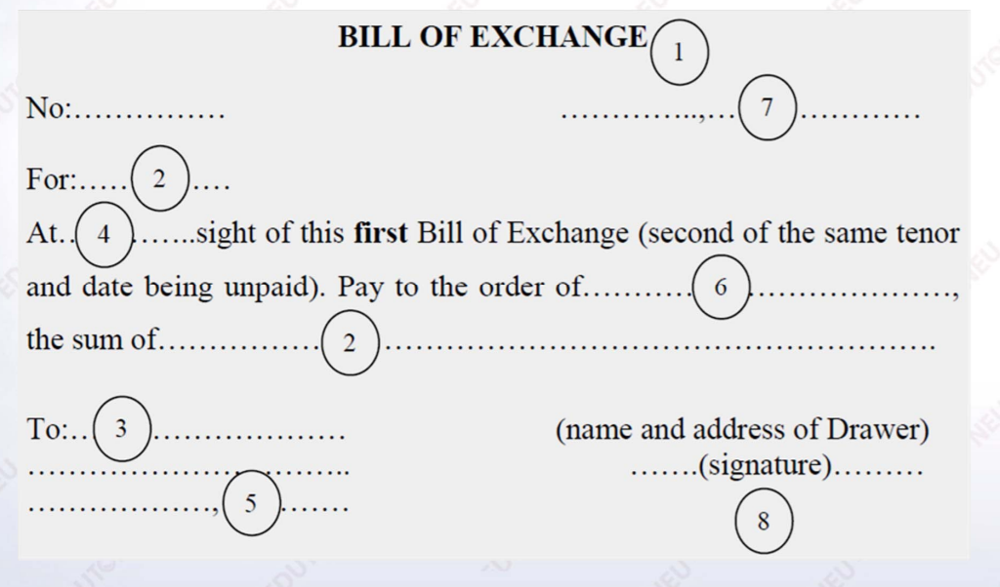 BILL OF EXCHANGE 1
No:............... ..............,...7............
For:.....2....
At..4.......sight of this first Bill of Exchange (second of the same tenor
and date being unpaid). Pay to the order of...........6.....................,
the sum of................2........................................................
To:..3...................
.................................
...................,5.......
(name and address of Drawer)
.......(signature).........
8